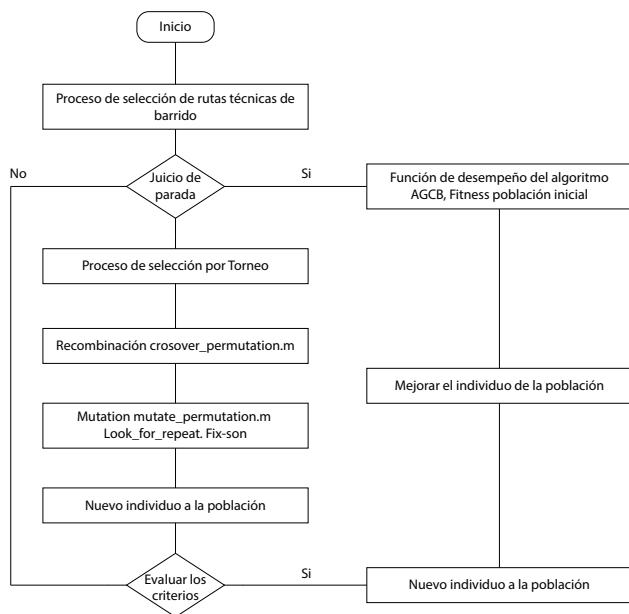 Inicio
Proceso de selección de rutas técnicas de
barrido
No
Juicio de
parada
Si
Función de desempeño del algoritmo
AGCB, Fitness población inicial
Proceso de selección por Torneo
Recombinación crosover_permutation.m
Mejorar el individuo de la población
Mutation mutate_permutation.m
Look_for_repeat. Fix-son
Nuevo individuo a la población
Evaluar los
criterios
Si
Nuevo individuo a la población